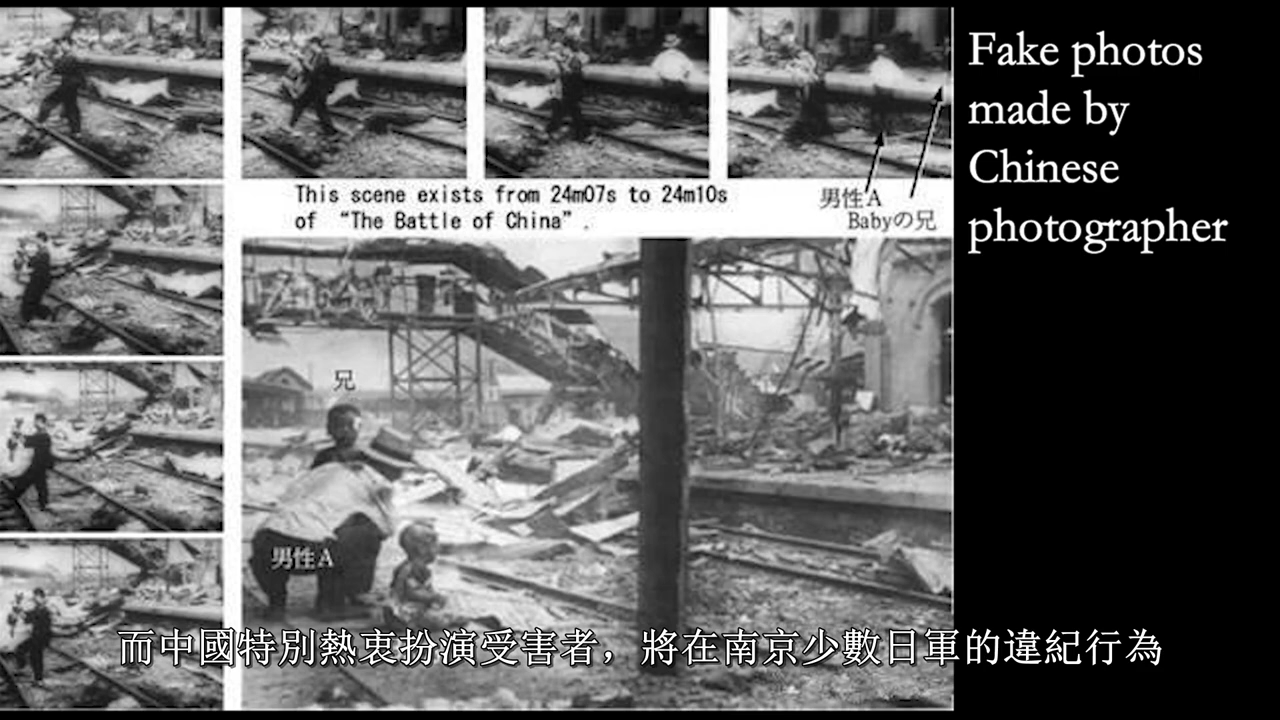 Fake photos
made by
Chinese
photographer
This scene exists from 24m07s to 24m10s
of “The Battle of China”.
男性A
Babyの兄
兄
男性A
而中國特別熱衷扮演受害者，將在南京少數日軍的違紀行為